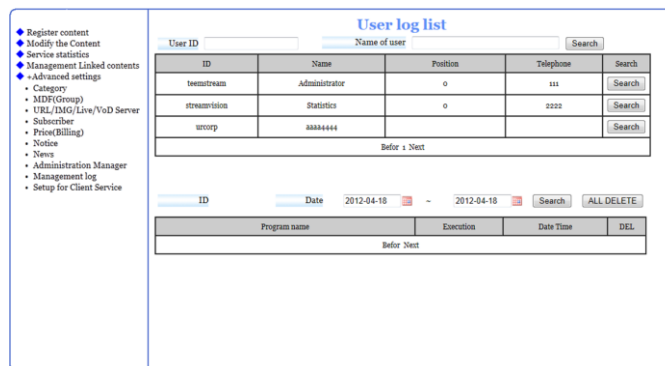 Register content
Modify the Content
Service statistics
Management Linked contents
+Advanced settings
Category
MDF(Group)
URL/IMG/Live/VoD Server
Subscriber
Price(Billing)
Notice
News
Administration Manager
Management log
Setup for Client Service
User log list
User ID Name of user Search
ID Name Position Telephone Search
teemstream Administrator 0 111 Search
streamvision Statistics 0 2222 Search
urcorp aaaa4444 Search
Befor 1 Next
ID Date 2012-04-18 ~ 2012-04-18 Search ALL DELETE
Program name Execution Date Time DEL
Befor Next